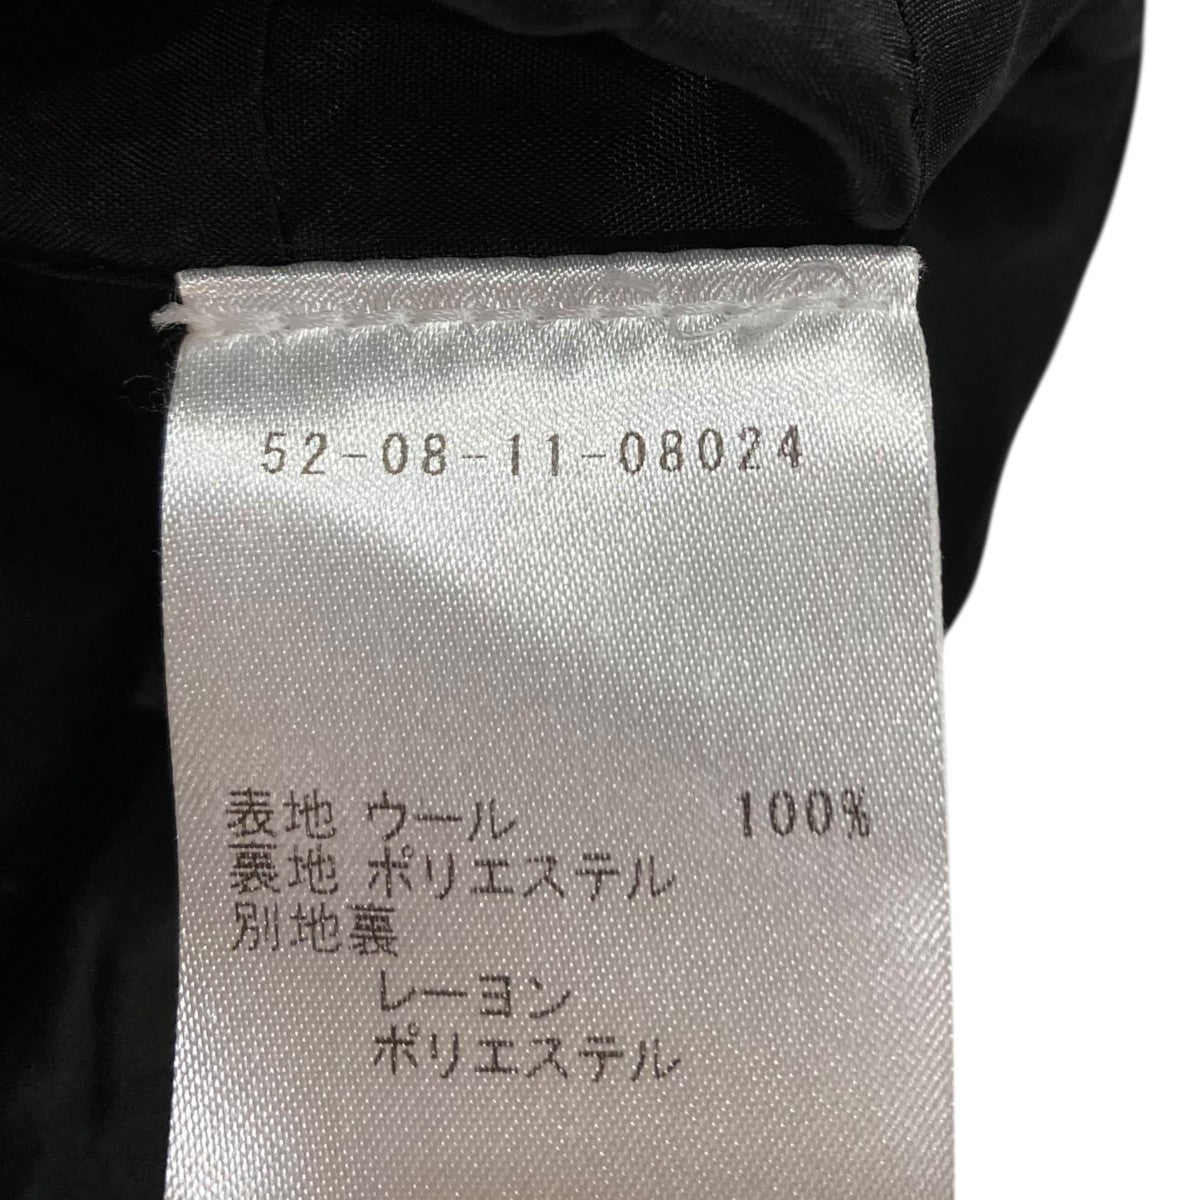 52-08-11-08024
表地 ウール 100%
裏地 ポリエステル
別地裏
レーヨン
ポリエステル